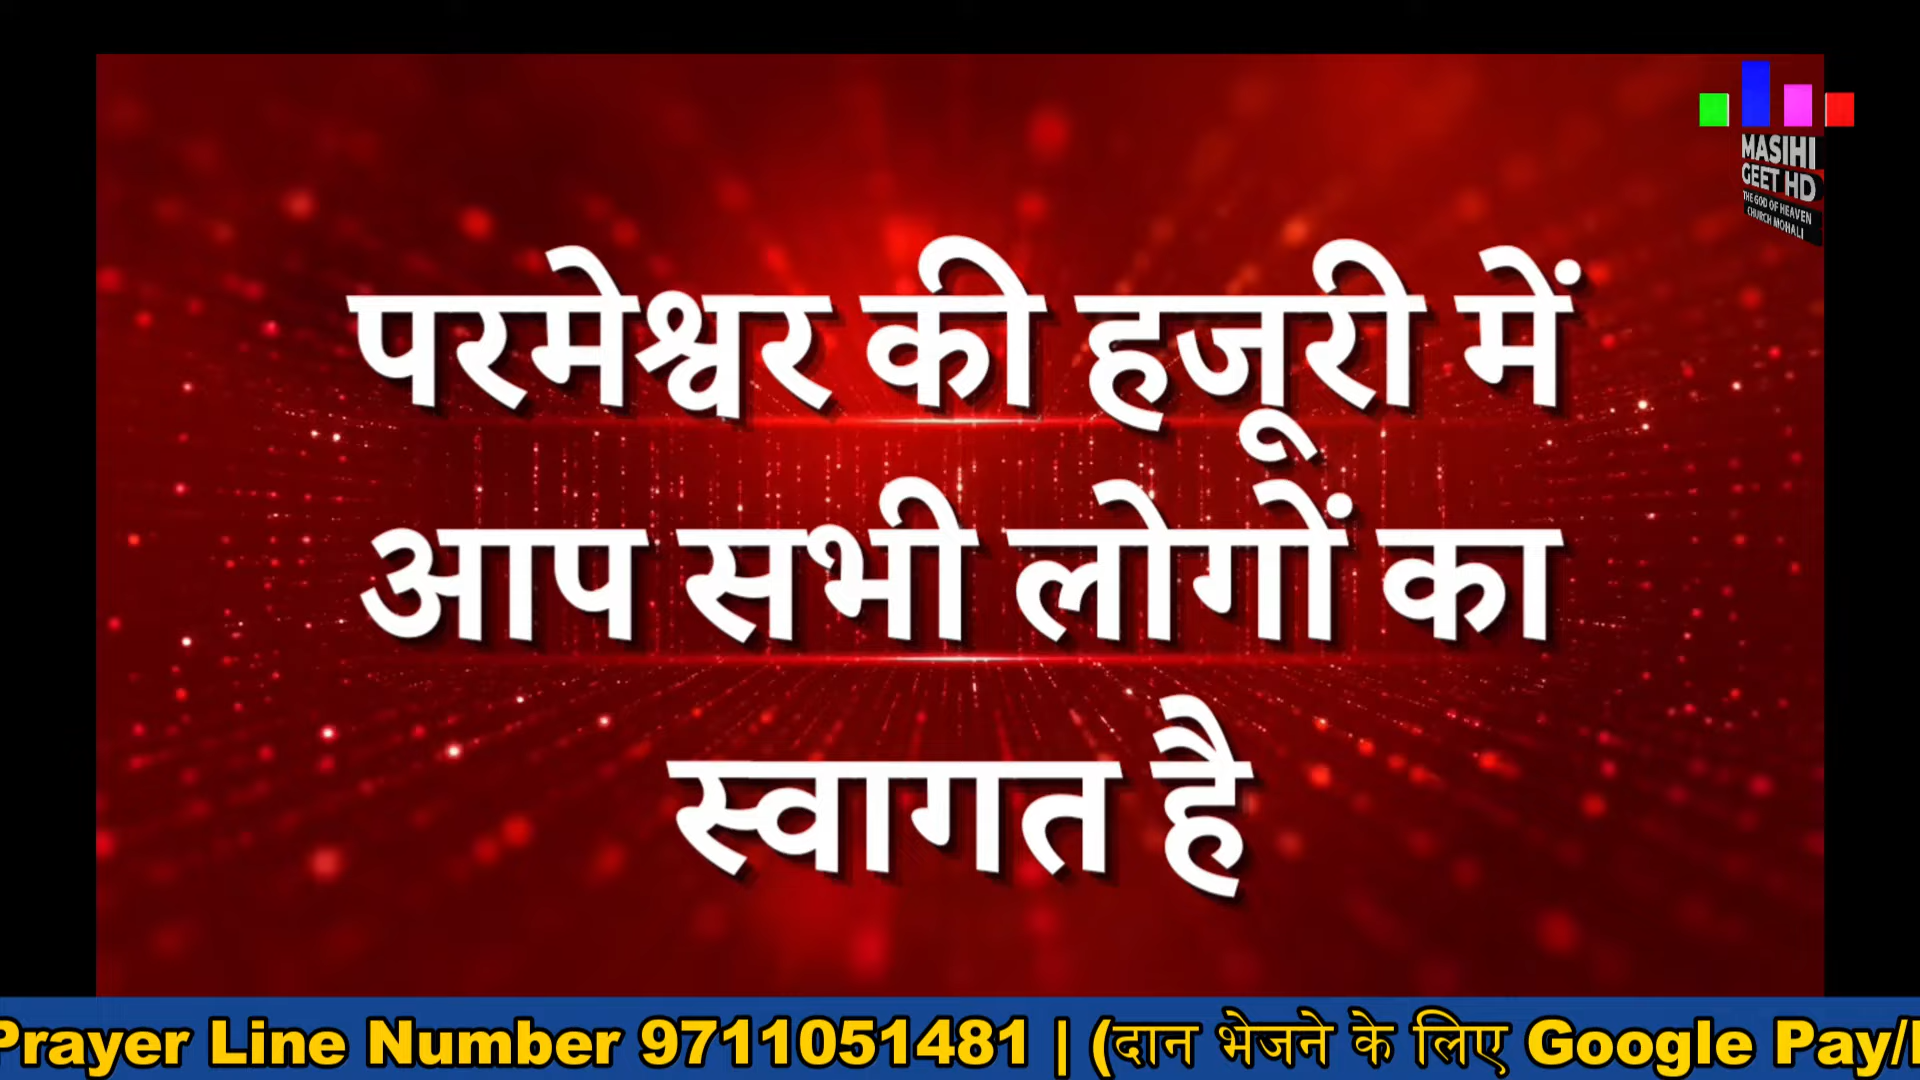 MASIHI
GEET HD
THE GOD OF HEAVEN
CHURCH MOHALI
परमेश्वर की हजूरी में
आप सभी लोगों का
स्वागत है
Prayer Line Number 9711051481 | (दान भेजने के लिए Google Pay/